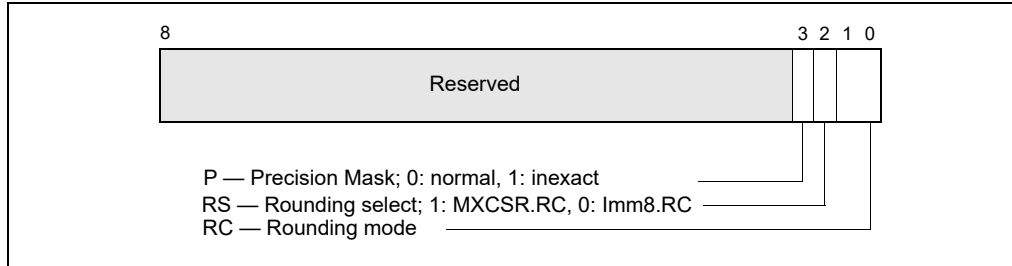 8 3 2 1 0
Reserved
P — Precision Mask; 0: normal, 1: inexact
RS — Rounding select; 1: MXCSR.RC, 0: Imm8.RC
RC — Rounding mode